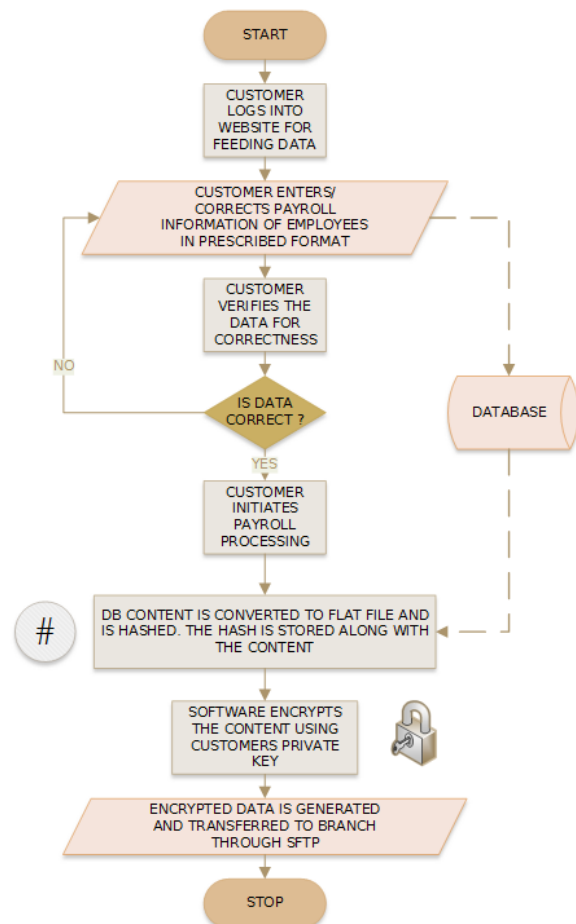 START
CUSTOMER
LOGS INTO
WEBSITE FOR
FEEDING DATA
CUSTOMER ENTERS/
CORRECTS PAYROLL
INFORMATION OF EMPLOYEES
IN PRESCRIBED FORMAT
CUSTOMER
VERIFIES THE
DATA FOR
CORRECTNESS
NO
IS DATA
CORRECT ?
DATABASE
YES
CUSTOMER
INITIATES
PAYROLL
PROCESSING
#
DB CONTENT IS CONVERTED TO FLAT FILE AND
IS HASHED. THE HASH IS STORED ALONG WITH
THE CONTENT
SOFTWARE ENCRYPTS
THE CONTENT USING
CUSTOMERS PRIVATE
KEY
ENCRYPTED DATA IS GENERATED
AND TRANSFERRED TO BRANCH
THROUGH SFTP
STOP